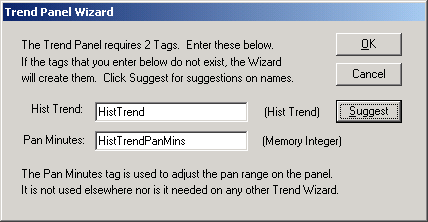 Trend Panel Wizard
The Trend Panel requires 2 Tags.  Enter these below.
If the tags that you enter below do not exist, the Wizard
will create them.  Click Suggest for suggestions on names.
OK
Cancel
Hist Trend: HistTrend (Hist Trend) Suggest
Pan Minutes: HistTrendPanMins (Memory Integer)
The Pan Minutes tag is used to adjust the pan range on the panel.
It is not used elsewhere nor is it needed on any other Trend Wizard.